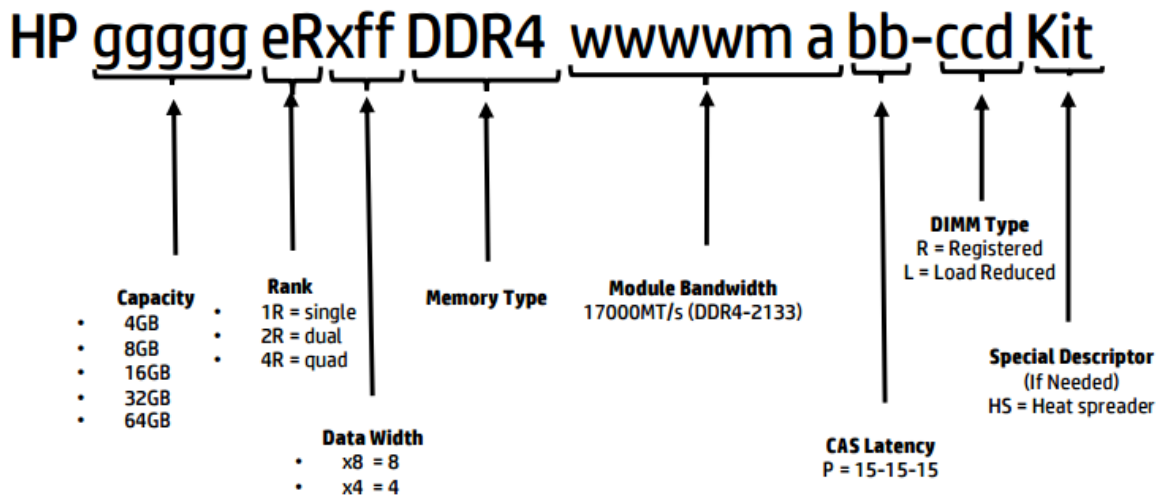 HP ggggg eRxff DDR4 wwwwm a bb-ccd Kit
Capacity
• 4GB
• 8GB
• 16GB
• 32GB
• 64GB
Rank
• 1R = single
• 2R = dual
• 4R = quad
Data Width
• x8 = 8
• x4 = 4
Memory Type
Module Bandwidth
17000MT/s (DDR4-2133)
CAS Latency
P = 15-15-15
DIMM Type
R = Registered
L = Load Reduced
Special Descriptor
(If Needed)
HS = Heat spreader